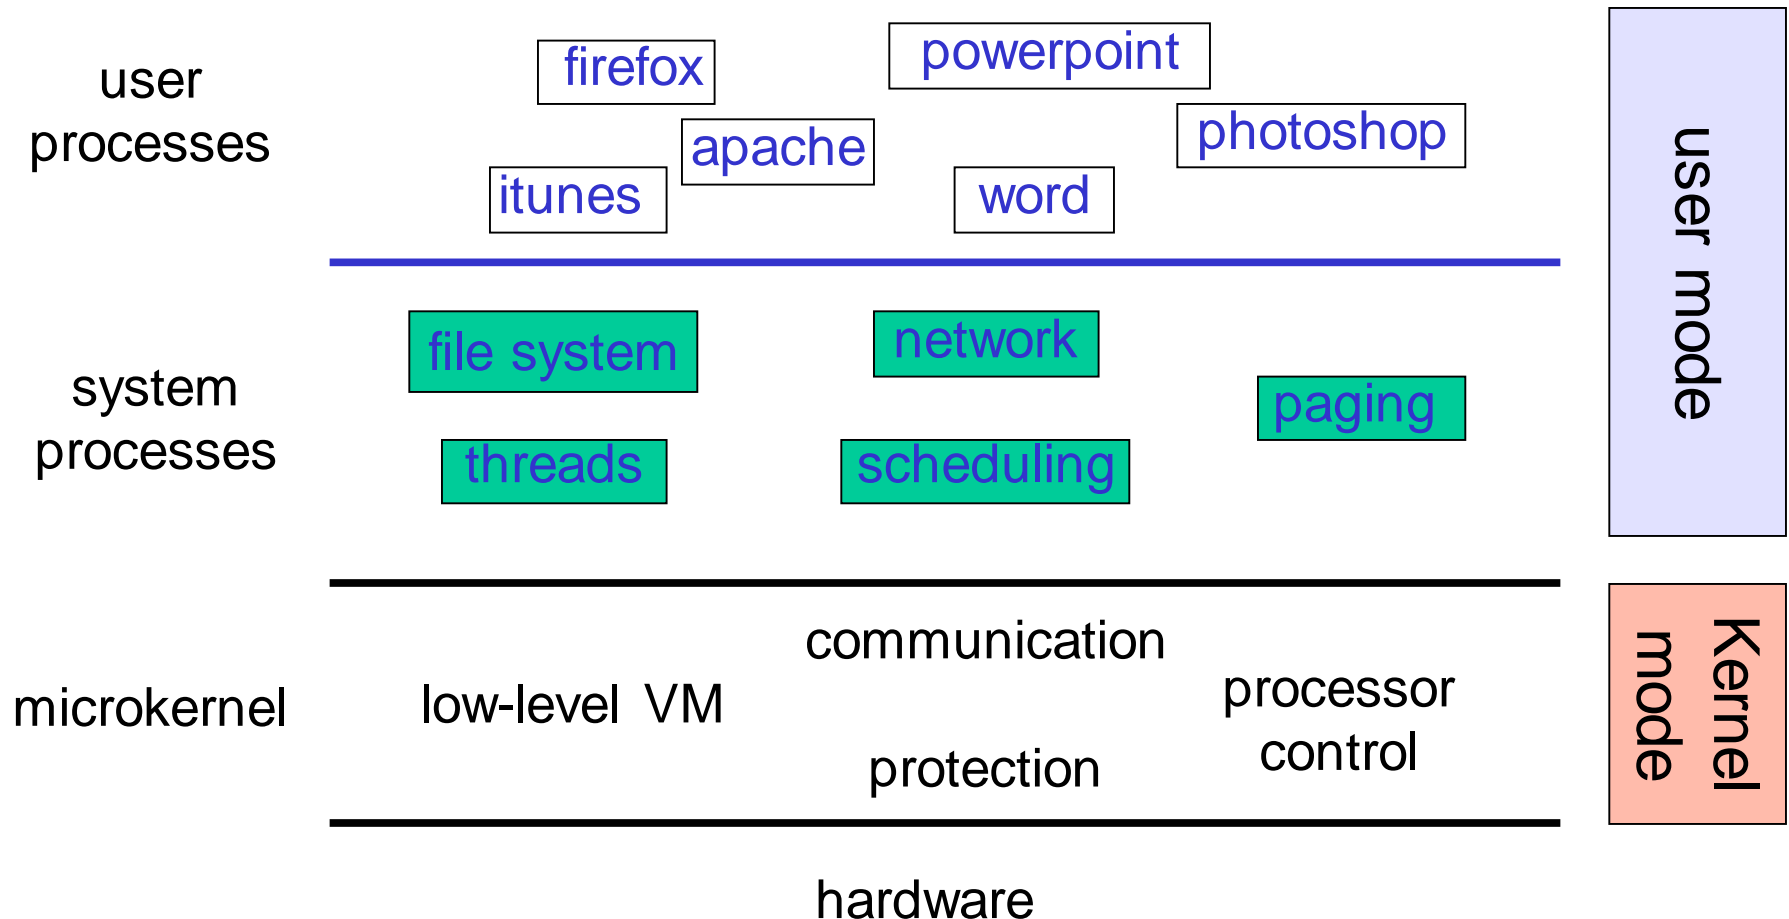 user
processes
firefox
powerpoint
apache
photoshop
itunes
word
user mode
system
processes
file system
network
paging
threads
scheduling
microkernel
communication
low-level VM
processor
control
protection
Kernel
mode
hardware